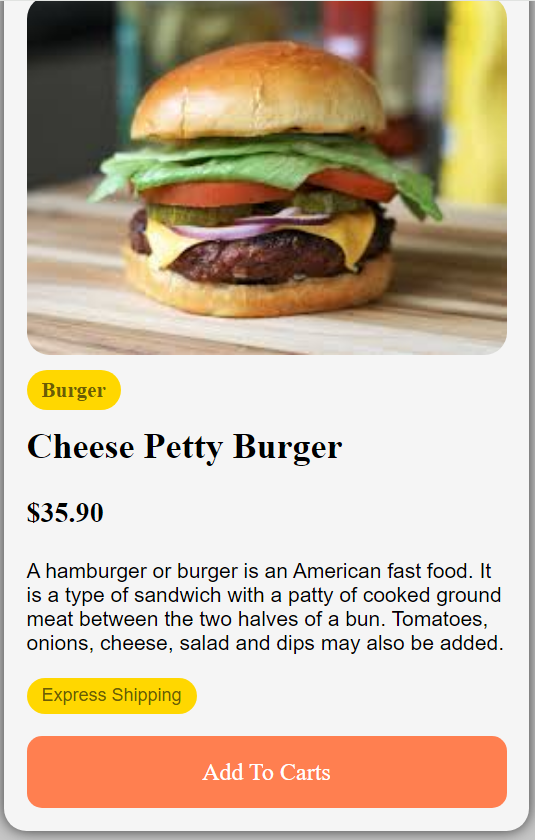 Burger
Cheese Petty Burger
$35.90
A hamburger or burger is an American fast food. It
is a type of sandwich with a patty of cooked ground
meat between the two halves of a bun. Tomatoes,
onions, cheese, salad and dips may also be added.
Express Shipping
Add To Carts